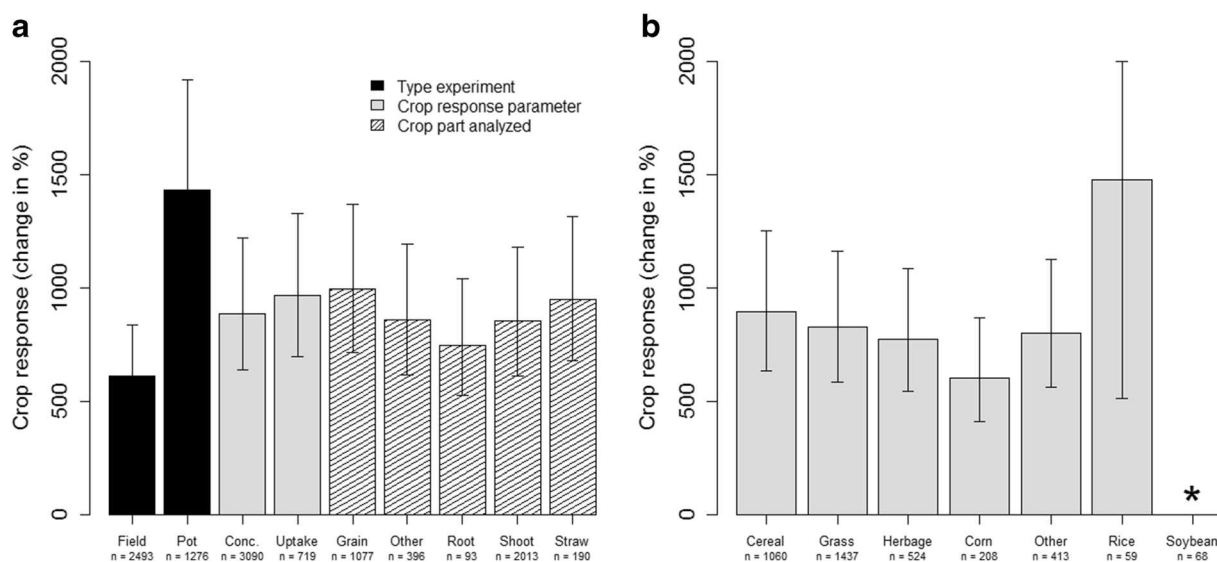 a
Crop response (change in %)
2000
1500
1000
500
0
Type experiment
Crop response parameter
Crop part analyzed
Field Pot Conc. Uptake Grain Other Root Shoot Straw
n = 2493 n = 1276 n = 3090 n = 719 n = 1077 n = 396 n = 93 n = 2013 n = 190
b
Crop response (change in %)
2000
1500
1000
500
0
*
Cereal Grass Herbage Corn Other Rice Soybean
n = 1060 n = 1437 n = 524 n = 208 n = 413 n = 59 n = 68